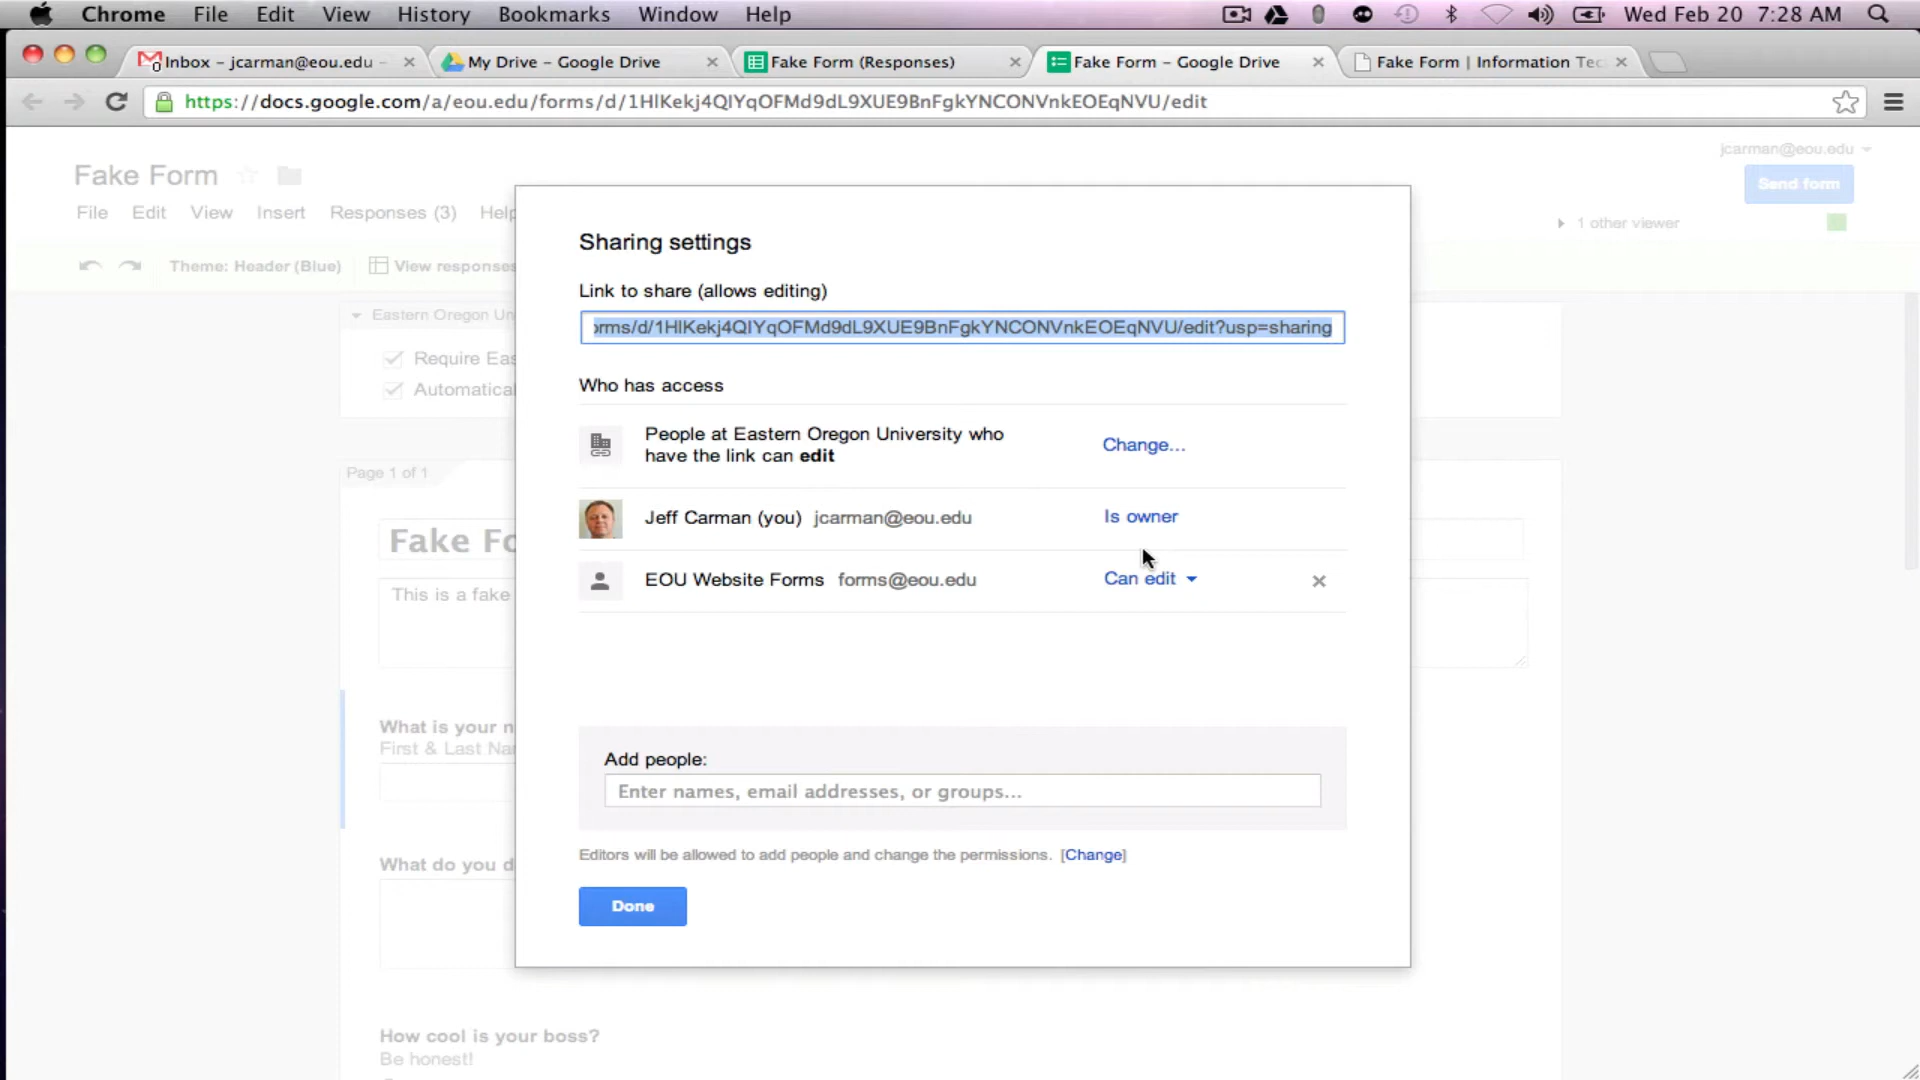 Chrome File Edit View History Bookmarks Window Help Wed Feb 20 7:28 AM
Inbox - jcarman@eou.edu - My Drive - Google Drive Fake Form (Responses) Fake Form - Google Drive Fake Form | Information Tec
https://docs.google.com/a/eou.edu/forms/d/1HlKekj4QIYqOFMd9dL9XUE9BnFgkYNCONVnkEOEqNVU/edit
jcarman@eou.edu
Fake Form
Send form
File Edit View Insert Responses (3) Help
1 other viewer
Theme: Header (Blue) View responses
Sharing settings
Link to share (allows editing)
orms/d/1HlKekj4QIYqOFMd9dL9XUE9BnFgkYNCONVnkEOEqNVU/edit?usp=sharing
Who has access
People at Eastern Oregon University who
have the link can edit
Change...
Jeff Carman (you) jcarman@eou.edu Is owner
EOU Website Forms forms@eou.edu Can edit
Add people:
Enter names, email addresses, or groups...
Editors will be allowed to add people and change the permissions. [Change]
Done
Eastern Oregon Un
Require Eas
Automatica
Page 1 of 1
Fake Fo
This is a fake
What is your n
First & Last Na
What do you d
How cool is your boss?
Be honest!